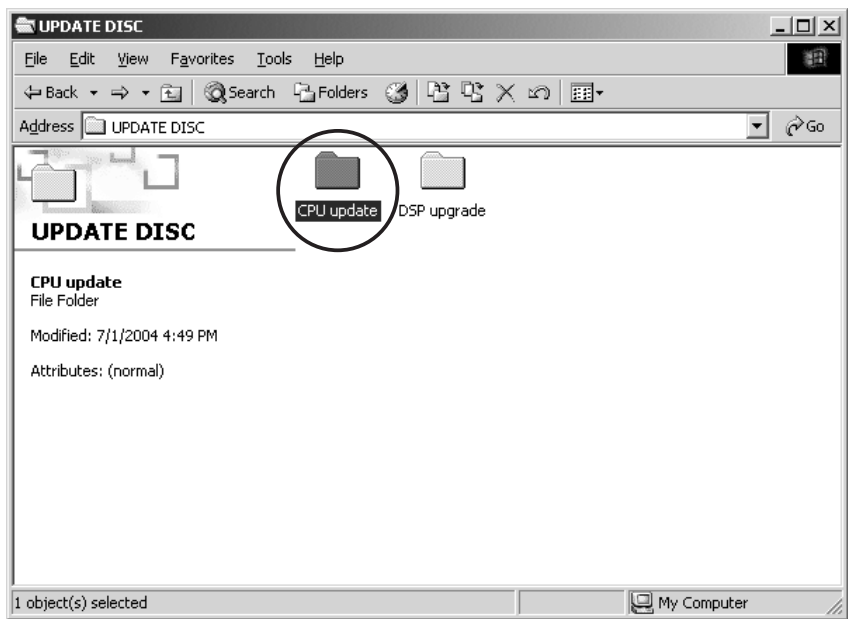 UPDATE DISC
File Edit View Favorites Tools Help
Back Search Folders
Address UPDATE DISC Go
CPU update DSP upgrade
UPDATE DISC
CPU update
File Folder
Modified: 7/1/2004 4:49 PM
Attributes: (normal)
1 object(s) selected My Computer